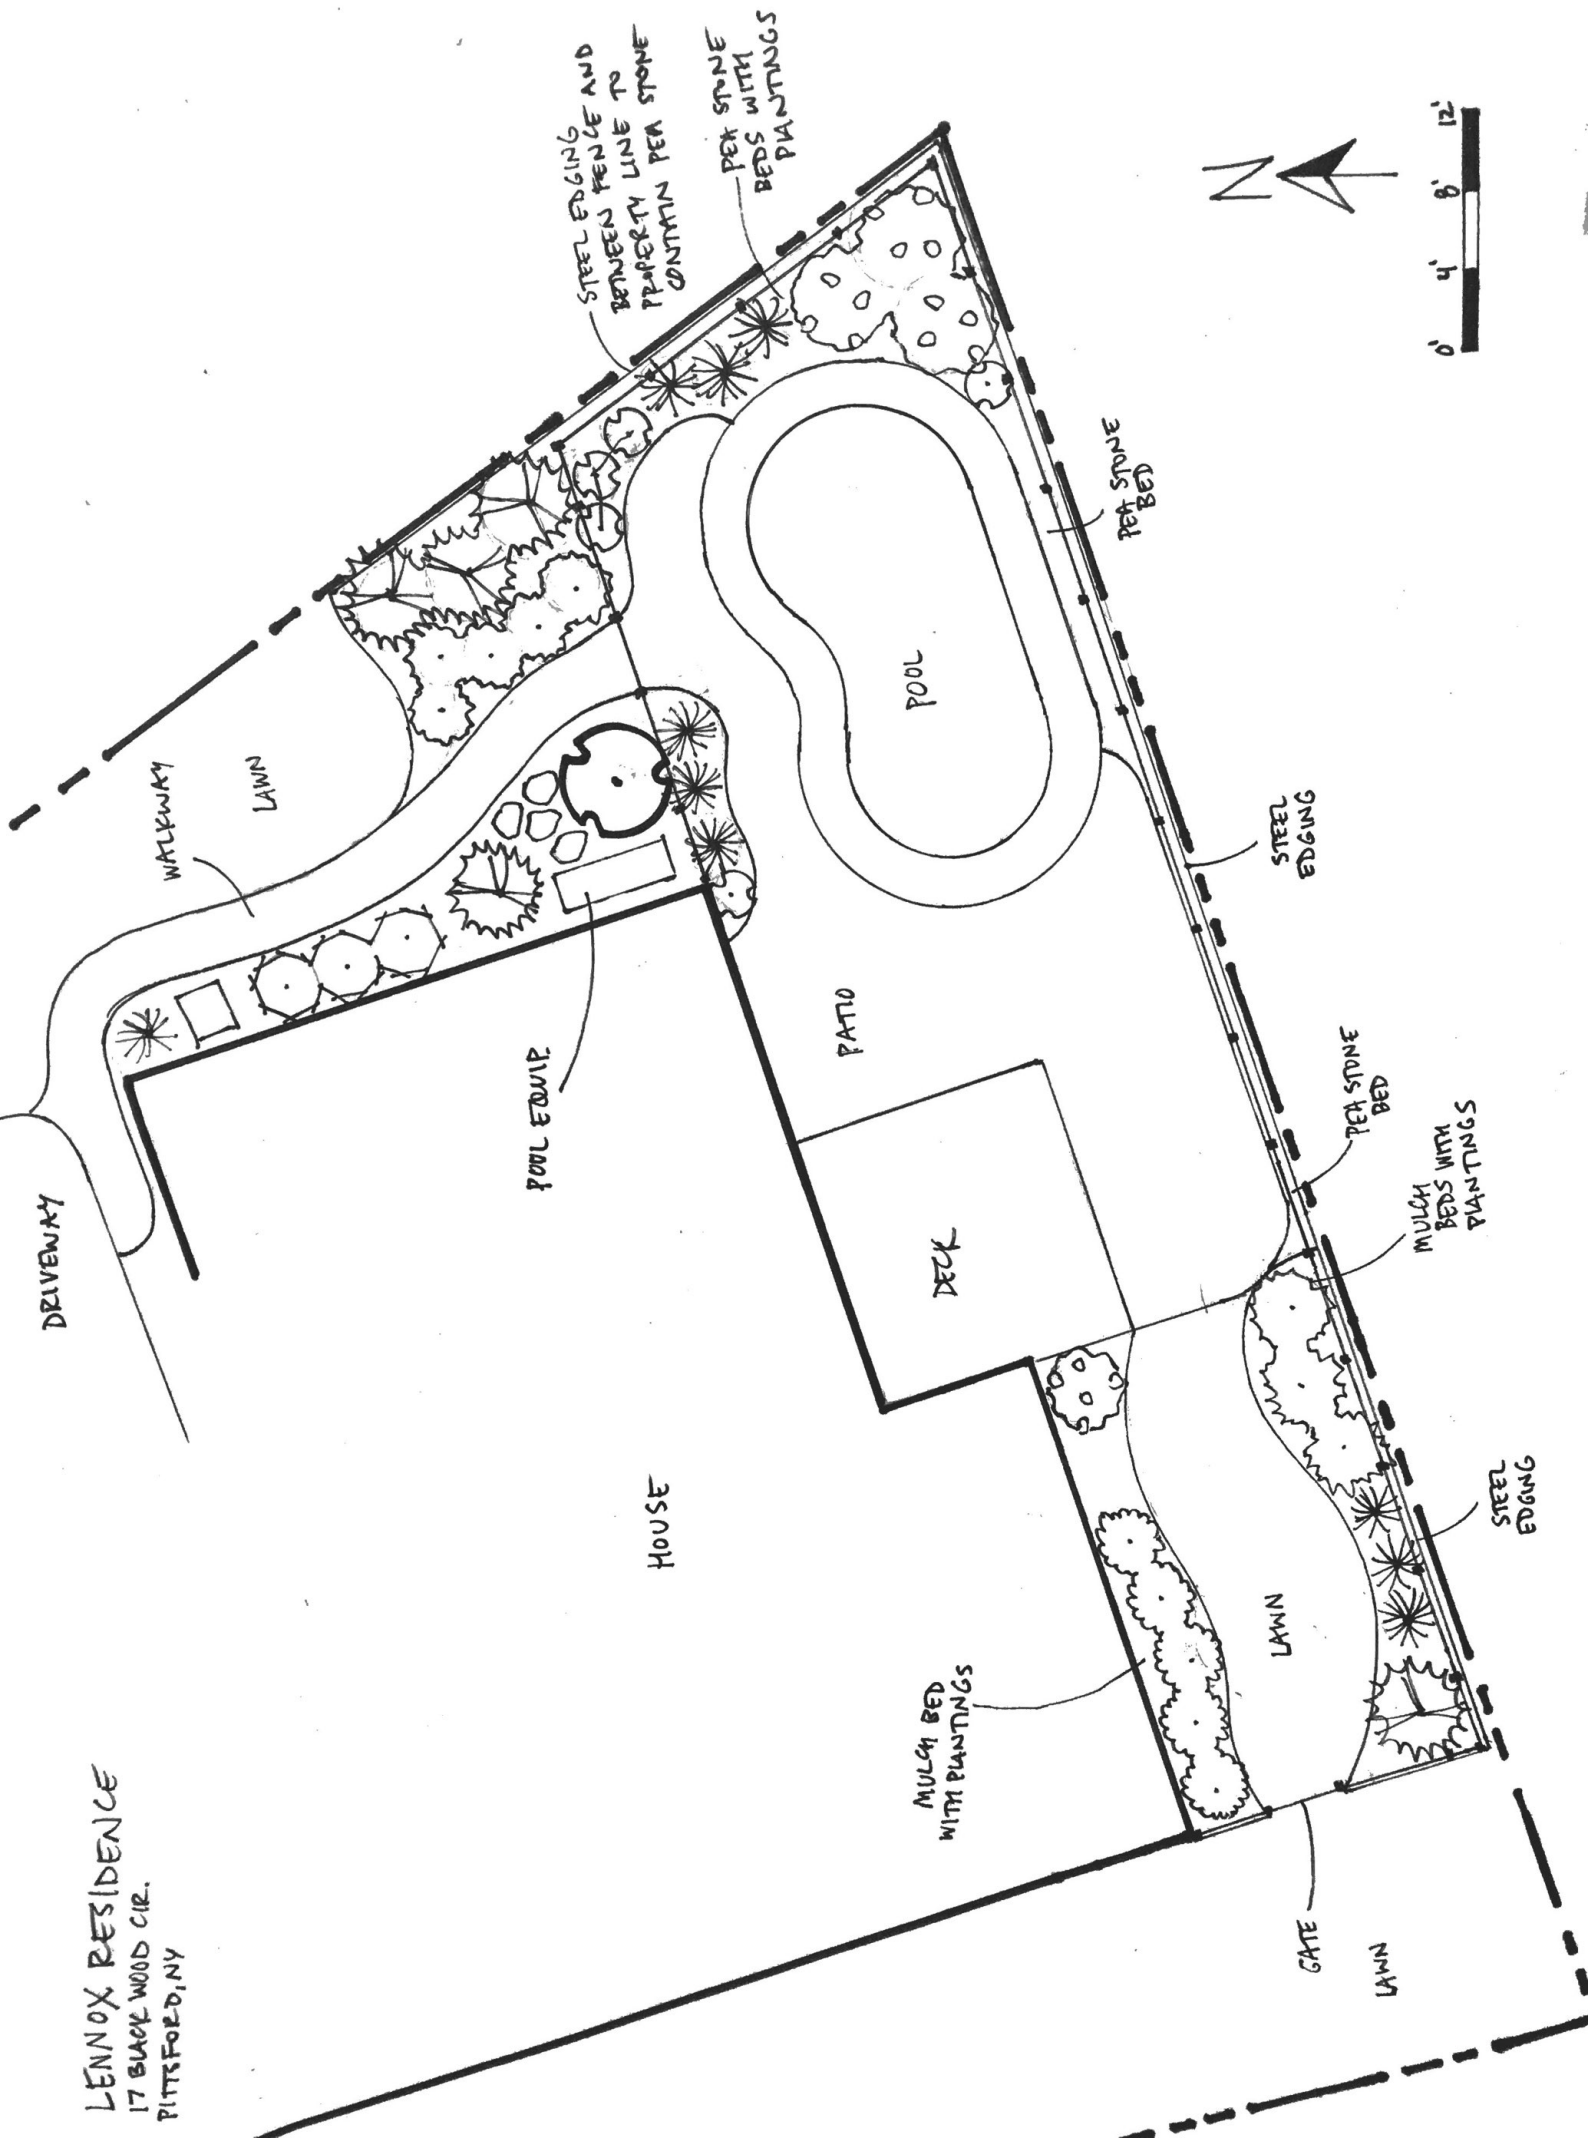 LENNOX RESIDENCE
17 BLACKWOOD CIR.
PITTSFORD, NY
DRIVEWAY
WALKWAY
LAWN
STEEL EDGING
BETWEEN FENCE AND
PROPERTY LINE TO
CONTAIN PEA STONE
PEA STONE
BEDS WITH
PLANTINGS
POOL EQUIP.
HOUSE
POOL
PATIO
DECK
PEA STONE
BED
STEEL
EDGING
PEA STONE
BED
MULCH
BEDS WITH
PLANTINGS
STEEL
EDGING
MULCH BED
WITH PLANTINGS
LAWN
GATE
LAWN
N
0' 4' 8' 12'